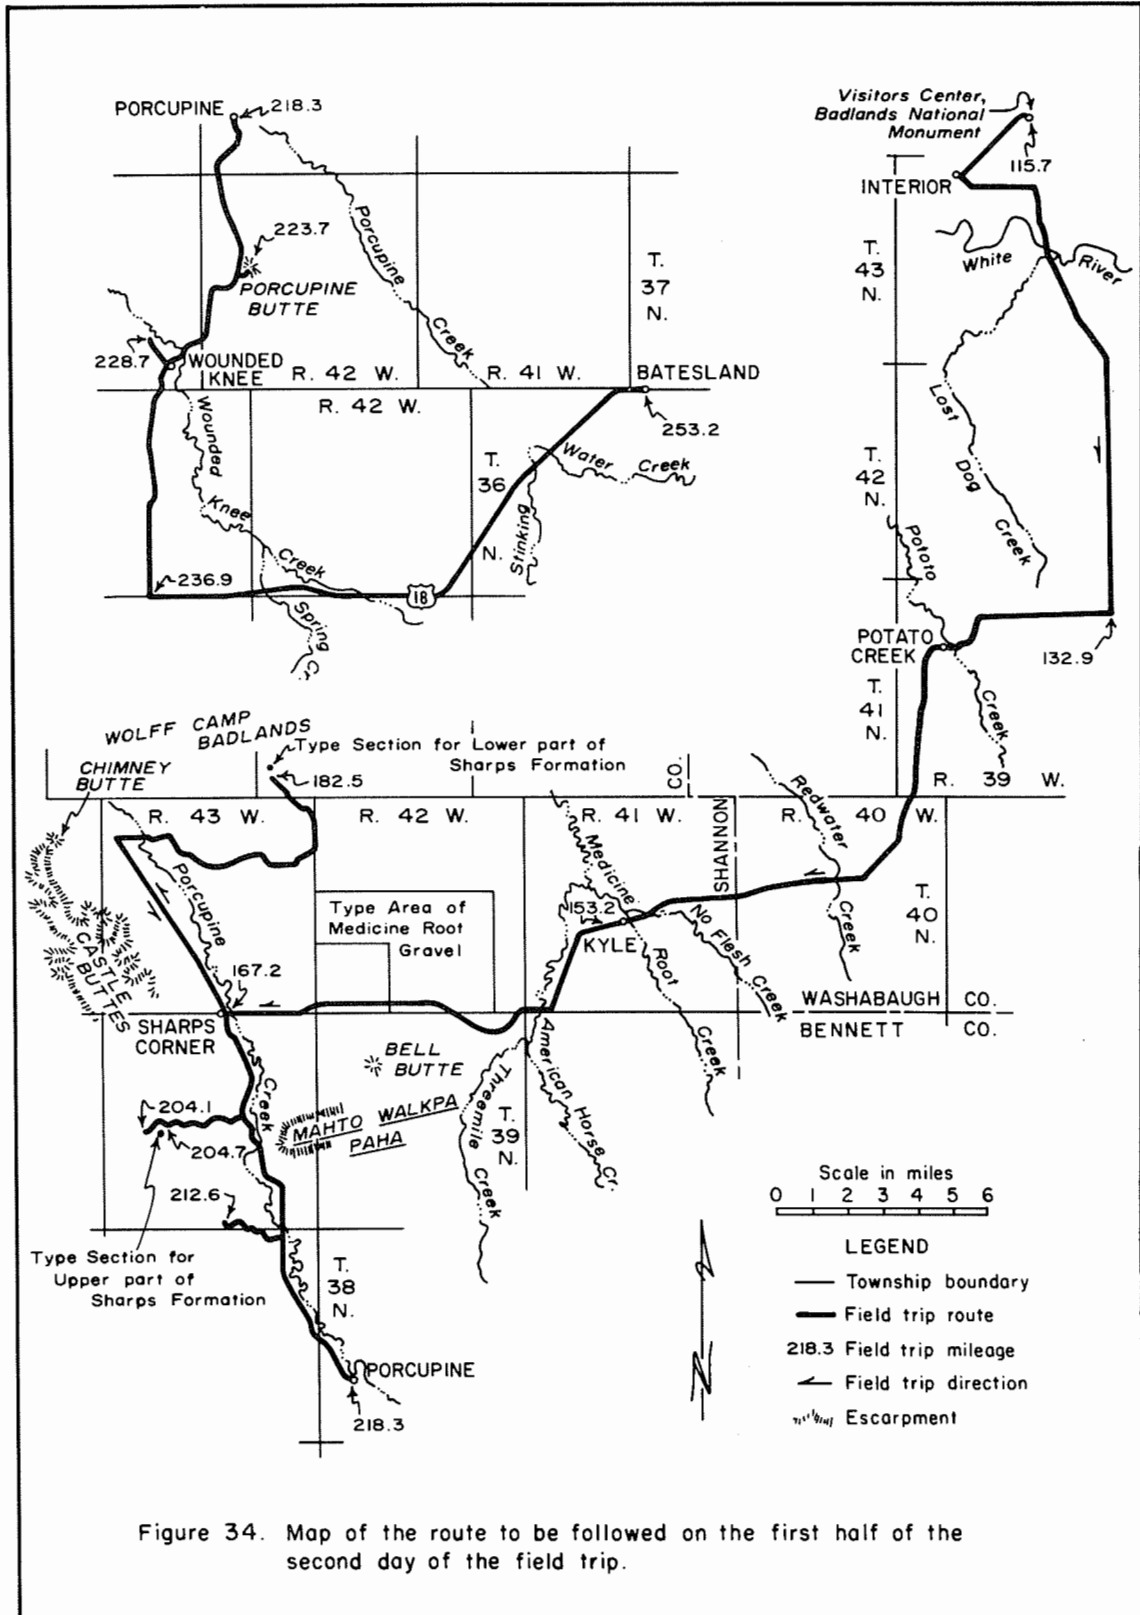 PORCUPINE
218.3
223.7
PORCUPINE
BUTTE
Porcupine
Creek
T.
37
N.
228.7
WOUNDED
KNEE
R. 42 W.
R. 41 W.
BATESLAND
R. 42 W.
253.2
Wounded
Knee
Creek
T.
36
N.
Water Creek
Stinking
236.9
18
Spring
Cr.
Visitors Center,
Badlands National
Monument
115.7
INTERIOR
T.
43
N.
White River
Lost
Dog
Creek
T.
42
N.
Potato
Creek
POTATO
CREEK
132.9
T.
41
N.
R. 39 W.
WOLFF CAMP
BADLANDS
Type Section for Lower part of
Sharps Formation
CHIMNEY
BUTTE
182.5
CO.
SHANNON
R. 43 W.
R. 42 W.
R. 41 W.
R. 40 W.
Redwater
Creek
Porcupine
Creek
Medicine
Root
Creek
153.2
KYLE
No Flesh Creek
T.
40
N.
Type Area of
Medicine Root
Gravel
CASTLE
BUTTES
167.2
SHARPS
CORNER
WASHABAUGH CO.
BENNETT CO.
BELL
BUTTE
American Horse Cr.
Threemile
Creek
T.
39
N.
MAHTO WALKPA
PAHA
204.1
204.7
212.6
Type Section for
Upper part of
Sharps Formation
T.
38
N.
PORCUPINE
218.3
Scale in miles
0 1 2 3 4 5 6
LEGEND
Township boundary
Field trip route
218.3 Field trip mileage
Field trip direction
Escarpment
N
Figure 34. Map of the route to be followed on the first half of the
second day of the field trip.